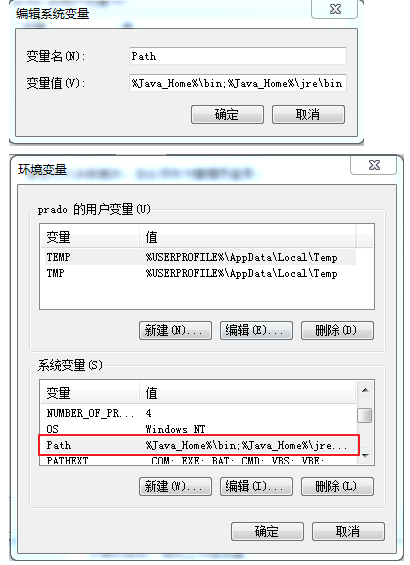 编辑系统变量
变量名(N): Path
变量值(V): %Java_Home%\bin;%Java_Home%\jre\bin
确定 取消
环境变量
prado 的用户变量(U)
变量 值
TEMP %USERPROFILE%\AppData\Local\Temp
TMP %USERPROFILE%\AppData\Local\Temp
新建(N)... 编辑(E)... 删除(D)
系统变量(S)
变量 值
NUMBER_OF_PR... 4
OS Windows NT
Path %Java_Home%\bin;%Java_Home%\jre...
PATHEXT .COM;.EXE;.BAT;.CMD;.VBS;.VBE;
新建(W)... 编辑(I)... 删除(L)
确定 取消